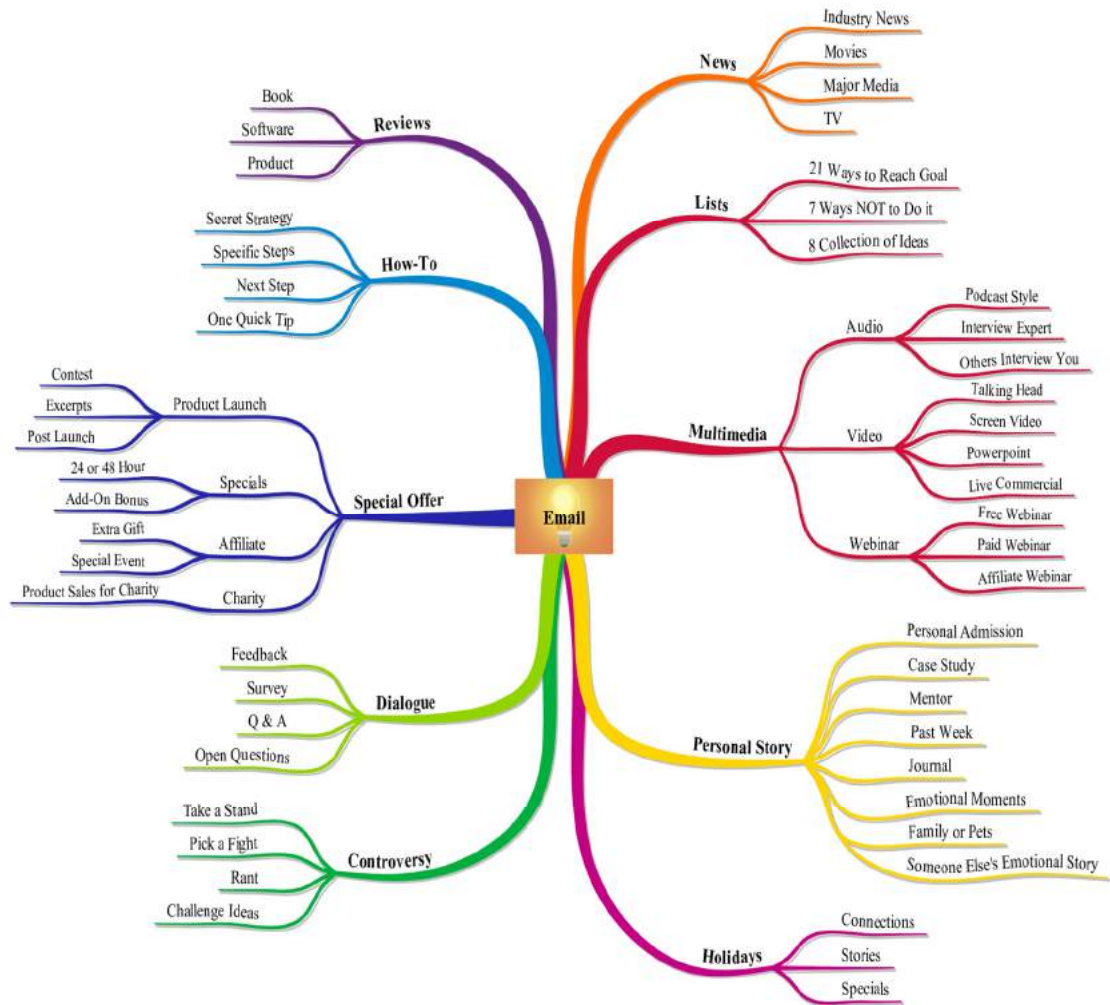 Email
News
Industry News
Movies
Major Media
TV
Lists
21 Ways to Reach Goal
7 Ways NOT to Do it
8 Collection of Ideas
Multimedia
Audio
Podcast Style
Interview Expert
Others Interview You
Video
Talking Head
Screen Video
Powerpoint
Live Commercial
Webinar
Free Webinar
Paid Webinar
Affiliate Webinar
Personal Story
Personal Admission
Case Study
Mentor
Past Week
Journal
Emotional Moments
Family or Pets
Someone Else's Emotional Story
Holidays
Connections
Stories
Specials
Reviews
Book
Software
Product
How-To
Secret Strategy
Specific Steps
Next Step
One Quick Tip
Special Offer
Product Launch
Contest
Excerpts
Post Launch
Specials
24 or 48 Hour
Add-On Bonus
Affiliate
Extra Gift
Special Event
Charity
Product Sales for Charity
Dialogue
Feedback
Survey
Q & A
Open Questions
Controversy
Take a Stand
Pick a Fight
Rant
Challenge Ideas